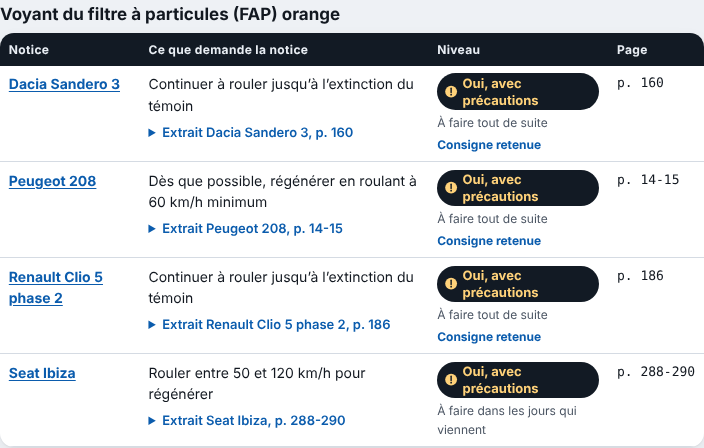 Voyant du filtre à particules (FAP) orange
Notice Ce que demande la notice Niveau Page
Dacia Sandero 3
Continuer à rouler jusqu’à l’extinction du
témoin
▶ Extrait Dacia Sandero 3, p. 160
! Oui, avec
précautions
À faire tout de suite
Consigne retenue
p. 160
Peugeot 208
Dès que possible, régénérer en roulant à
60 km/h minimum
▶ Extrait Peugeot 208, p. 14-15
! Oui, avec
précautions
À faire tout de suite
Consigne retenue
p. 14-15
Renault Clio 5
phase 2
Continuer à rouler jusqu’à l’extinction du
témoin
▶ Extrait Renault Clio 5 phase 2, p. 186
! Oui, avec
précautions
À faire tout de suite
Consigne retenue
p. 186
Seat Ibiza
Rouler entre 50 et 120 km/h pour
régénérer
▶ Extrait Seat Ibiza, p. 288-290
! Oui, avec
précautions
À faire dans les jours qui
viennent
p. 288-290